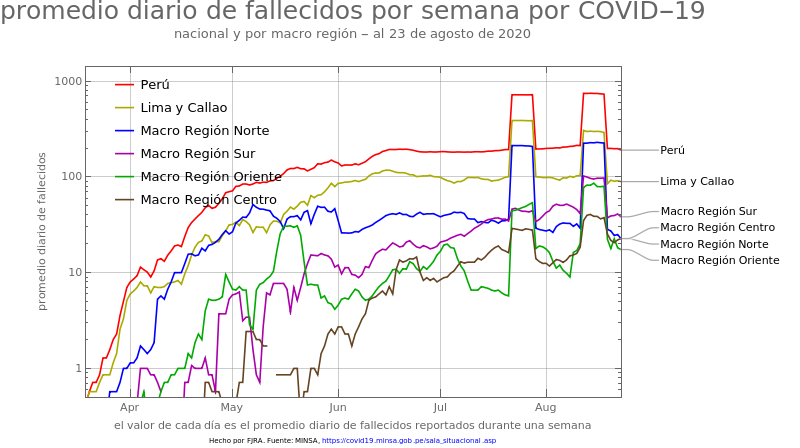 promedio diario de fallecidos por semana por COVID−19
nacional y por macro región − al 23 de agosto de 2020
promedio diario de fallecidos
1000
100
10
1
Perú
Lima y Callao
Macro Región Norte
Macro Región Sur
Macro Región Oriente
Macro Región Centro
Perú
Lima y Callao
Macro Región Sur
Macro Región Centro
Macro Región Norte
Macro Región Oriente
Apr May Jun Jul Aug
el valor de cada día es el promedio diario de fallecidos reportados durante una semana
Hecho por FJRA. Fuente: MINSA, https://covid19.minsa.gob.pe/sala_situacional.asp